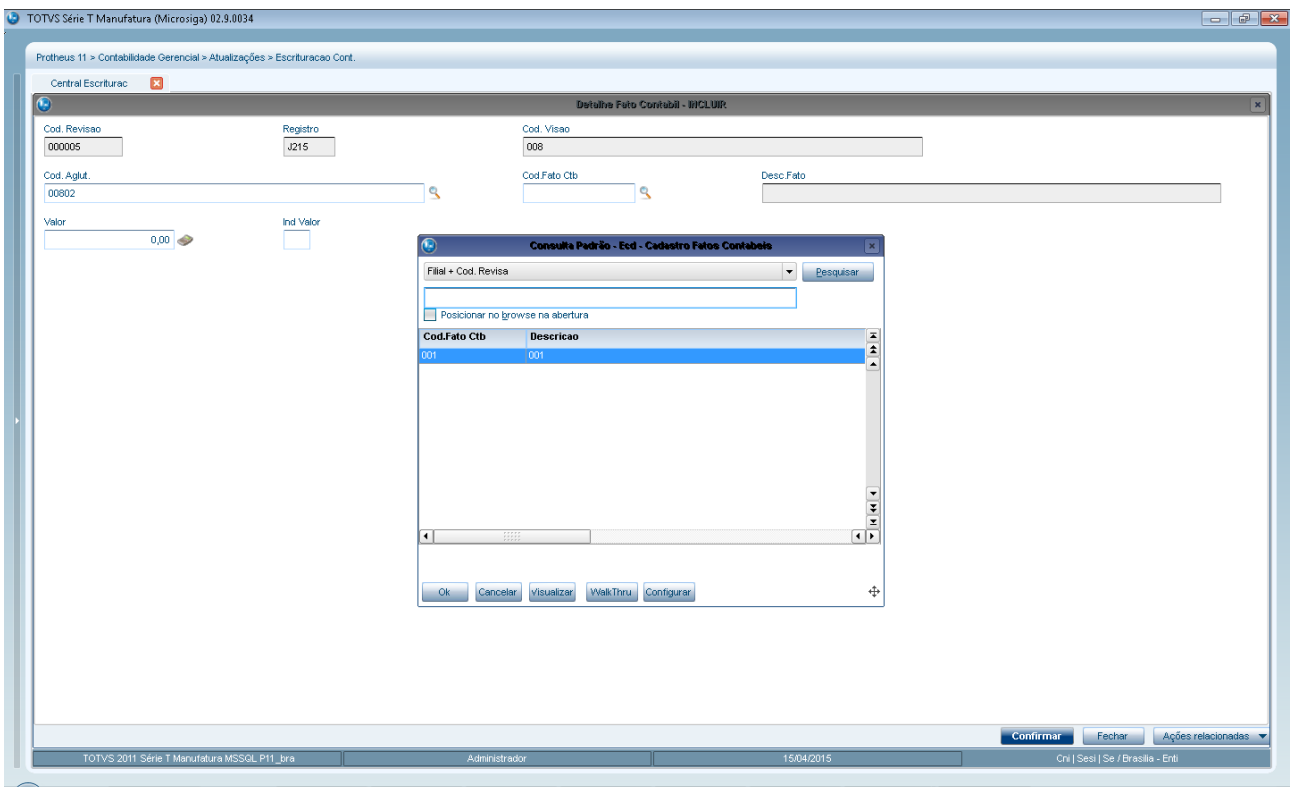 TOTVS Série T Manufatura (Microsiga) 02.9.0034
Protheus 11 > Contabilidade Gerencial > Atualizações > Escrituracao Cont.
Central Escriturac
Detalhe Fato Contabil - INCLUIR
Cod. Revisao Registro Cod. Visao
000005 J215 008
Cod. Aglut. Cod.Fato Ctb Desc.Fato
00802
Valor Ind Valor
0,00
Consulta Padrão - Ecd - Cadastro Fatos Contabeis
Filial + Cod. Revisa Pesquisar
Posicionar no browse na abertura
Cod.Fato Ctb Descricao
001 001
Ok Cancelar Visualizar WalkThru Configurar
Confirmar Fechar Ações relacionadas
TOTVS 2011 Série T Manufatura MSSQL P11_bra Administrador 15/04/2015 Cni | Sesi | Se / Brasilia - Enti